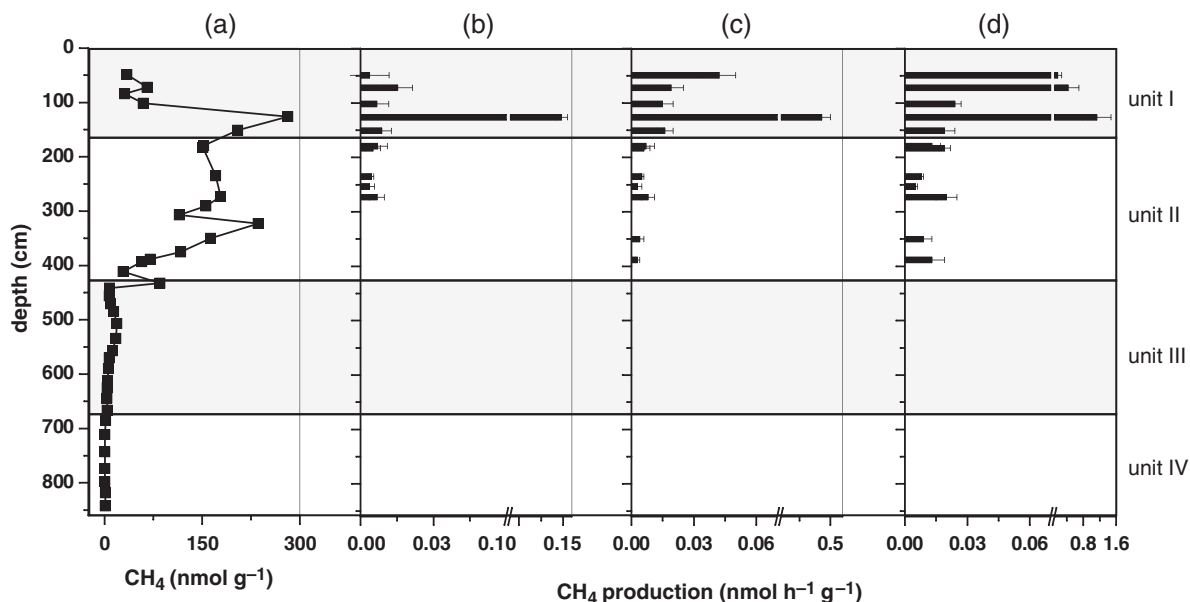 (a) (b) (c) (d)
0
100
200
300
400
500
600
700
800
depth (cm)
unit I
unit II
unit III
unit IV
0 150 300
0.00 0.03 0.10 0.15
0.00 0.03 0.06 0.5
0.00 0.03 0.06 0.8 1.6
CH₄ (nmol g⁻¹)
CH₄ production (nmol h⁻¹ g⁻¹)